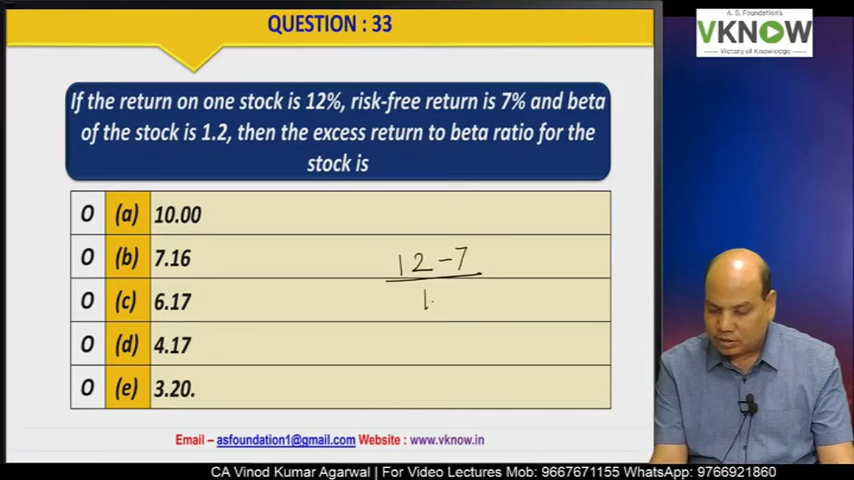 QUESTION : 33
A. S. Foundation's
VKNOW
Victory of Knowledge
If the return on one stock is 12%, risk-free return is 7% and beta
of the stock is 1.2, then the excess return to beta ratio for the
stock is
O (a) 10.00
O (b) 7.16
O (c) 6.17
O (d) 4.17
O (e) 3.20.
12-7
1.
Email – asfoundation1@gmail.com Website : www.vknow.in
CA Vinod Kumar Agarwal | For Video Lectures Mob: 9667671155 WhatsApp: 9766921860